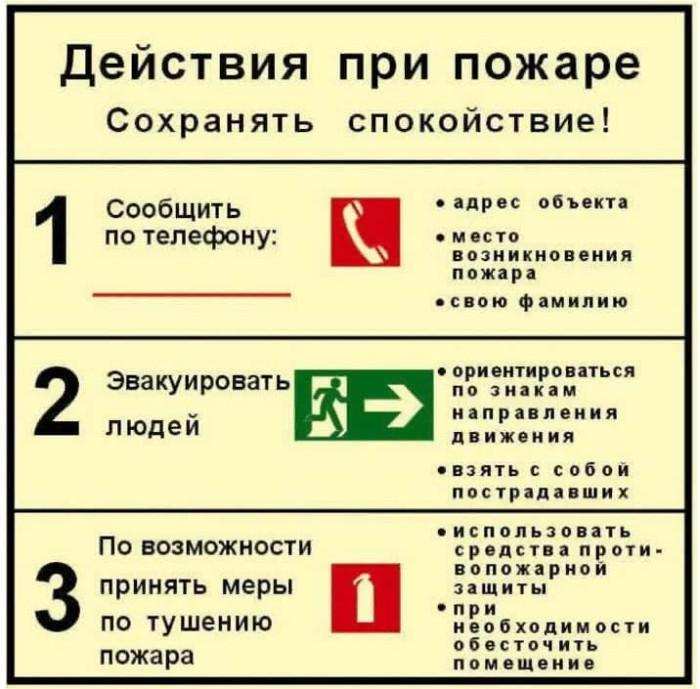 Действия при пожаре
Сохранять спокойствие!
1
Сообщить
по телефону:
• адрес объекта
• место
возникновения
пожара
• свою фамилию
2
Эвакуировать
людей
• ориентироваться
по знакам
направления
движения
• взять с собой
пострадавших
3
По возможности
принять меры
по тушению
пожара
• использовать
средства проти-
вопожарной
защиты
• при
необходимости
обесточить
помещение